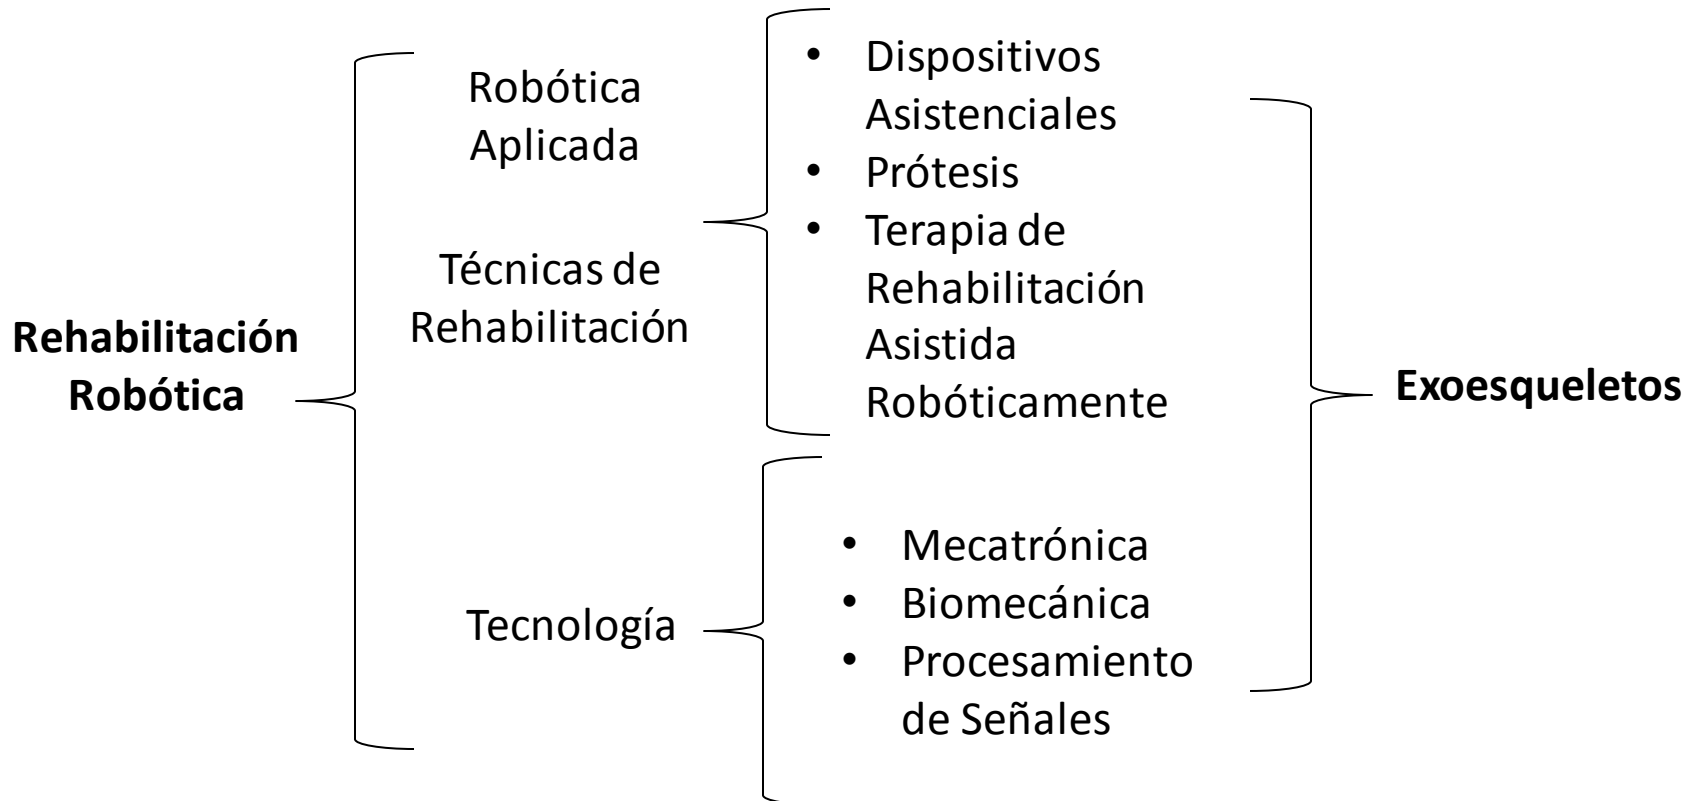 Rehabilitación
Robótica
Robótica
Aplicada
Técnicas de
Rehabilitación
• Dispositivos
Asistenciales
• Prótesis
• Terapia de
Rehabilitación
Asistida
Robóticamente
Tecnología
• Mecatrónica
• Biomecánica
• Procesamiento
de Señales
Exoesqueletos